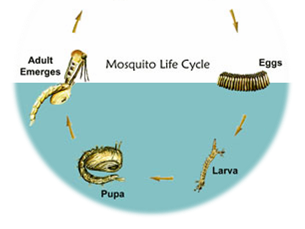 Mosquito Life Cycle
Adult
Emerges
Eggs
Larva
Pupa